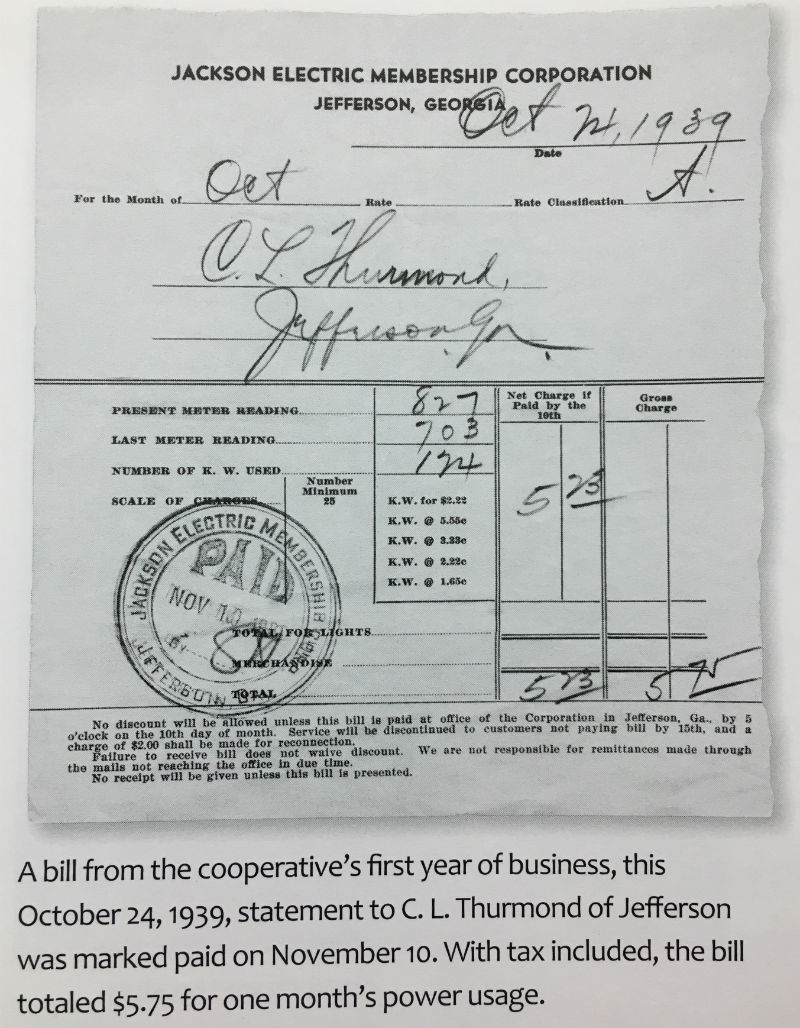 JACKSON ELECTRIC MEMBERSHIP CORPORATION
JEFFERSON, GEORGIA
Oct 24, 1939
Date
For the Month of Oct Rate Rate Classification A.
C. L. Thurmond,
Jefferson, Ga.
PRESENT METER READING 827
LAST METER READING 703
NUMBER OF K. W. USED 124
Net Charge if Paid by the 10th
Gross Charge
SCALE OF CHARGES
Number Minimum 25
K.W. for $2.22
K.W. @ 5.55c
K.W. @ 3.33c
K.W. @ 2.22c
K.W. @ 1.65c
5 73
JACKSON ELECTRIC MEMBERSHIP
PAID
NOV 10
BY
JEFFERSON
TOTAL FOR LIGHTS
MERCHANDISE
TOTAL 5 73 5 75
No discount will be allowed unless this bill is paid at office of the Corporation in Jefferson, Ga., by 5
o'clock on the 10th day of month. Service will be discontinued to customers not paying bill by 15th, and a
charge of $2.00 shall be made for reconnection.
Failure to receive bill does not waive discount. We are not responsible for remittances made through
the mails not reaching the office in due time.
No receipt will be given unless this bill is presented.
A bill from the cooperative's first year of business, this
October 24, 1939, statement to C. L. Thurmond of Jefferson
was marked paid on November 10. With tax included, the bill
totaled $5.75 for one month's power usage.